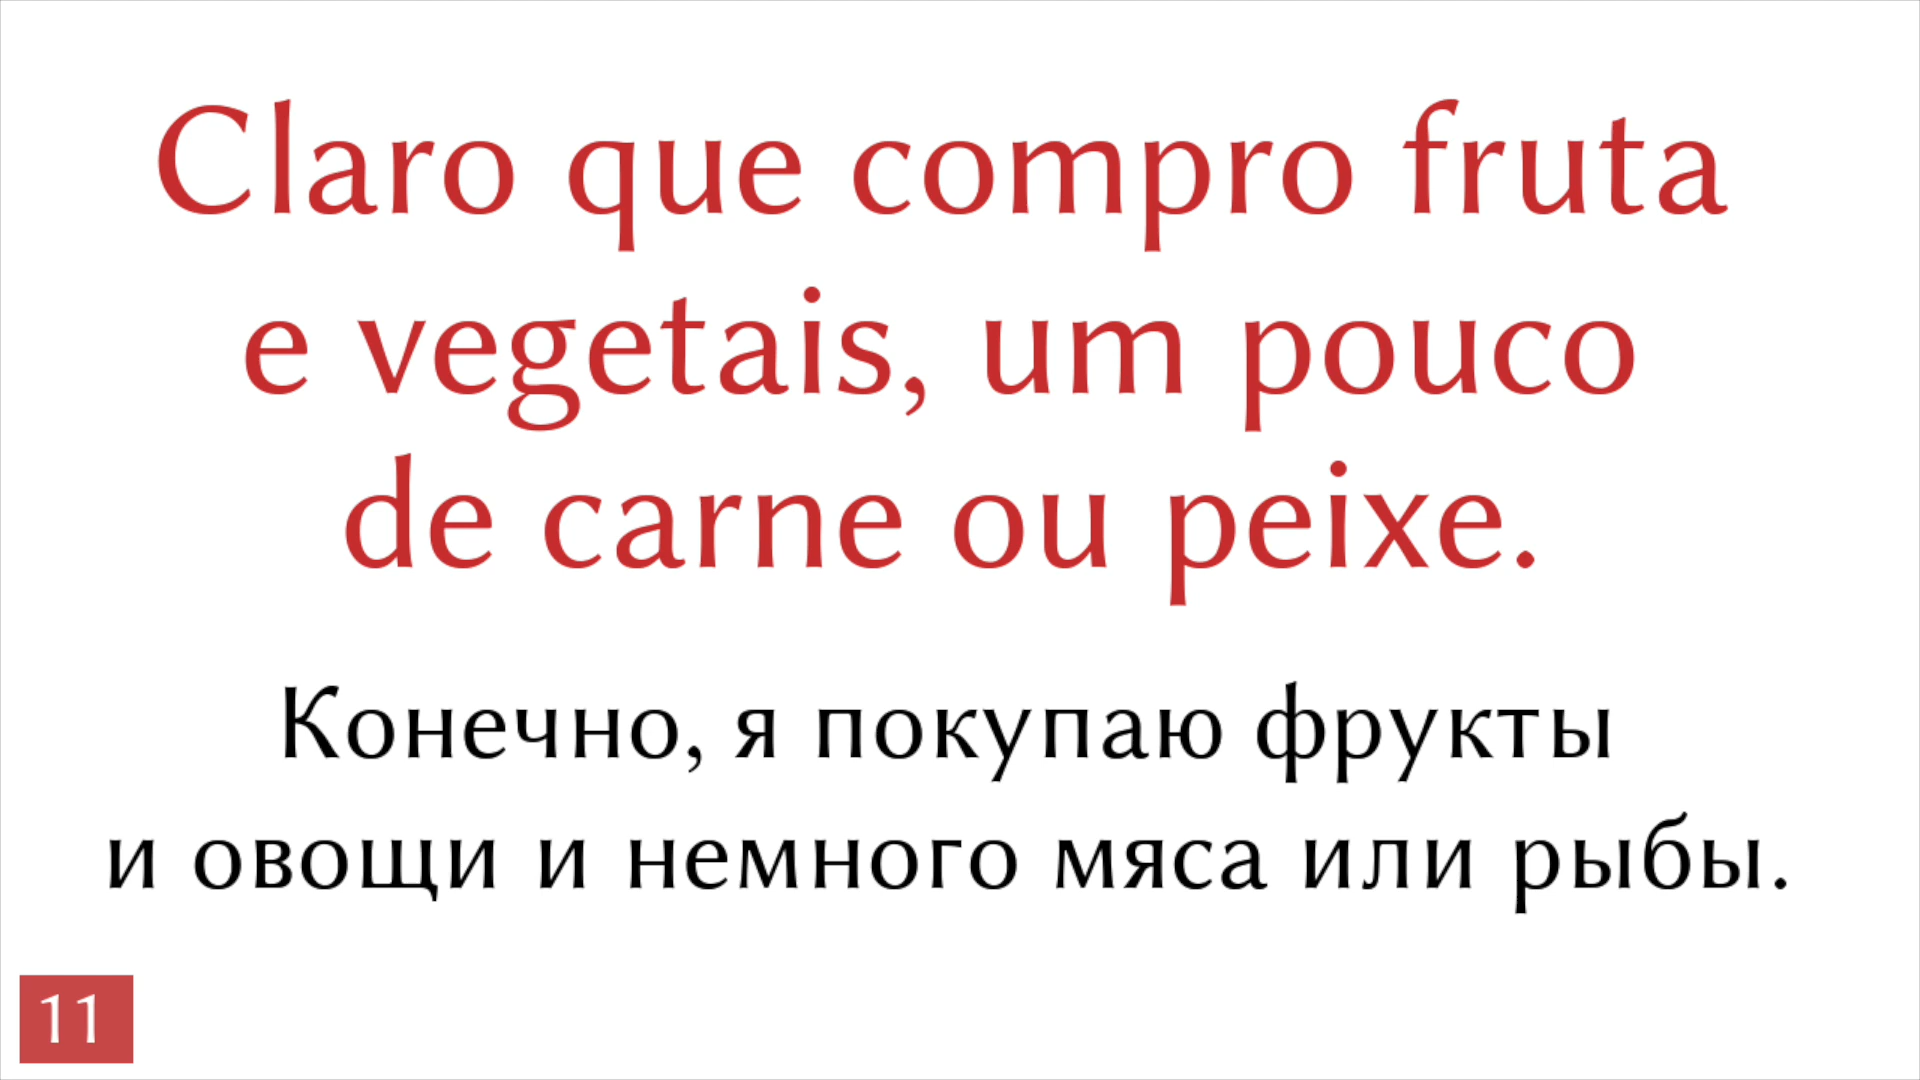 Claro que compro fruta
e vegetais, um pouco
de carne ou peixe.
Конечно, я покупаю фрукты
и овощи и немного мяса или рыбы.
11